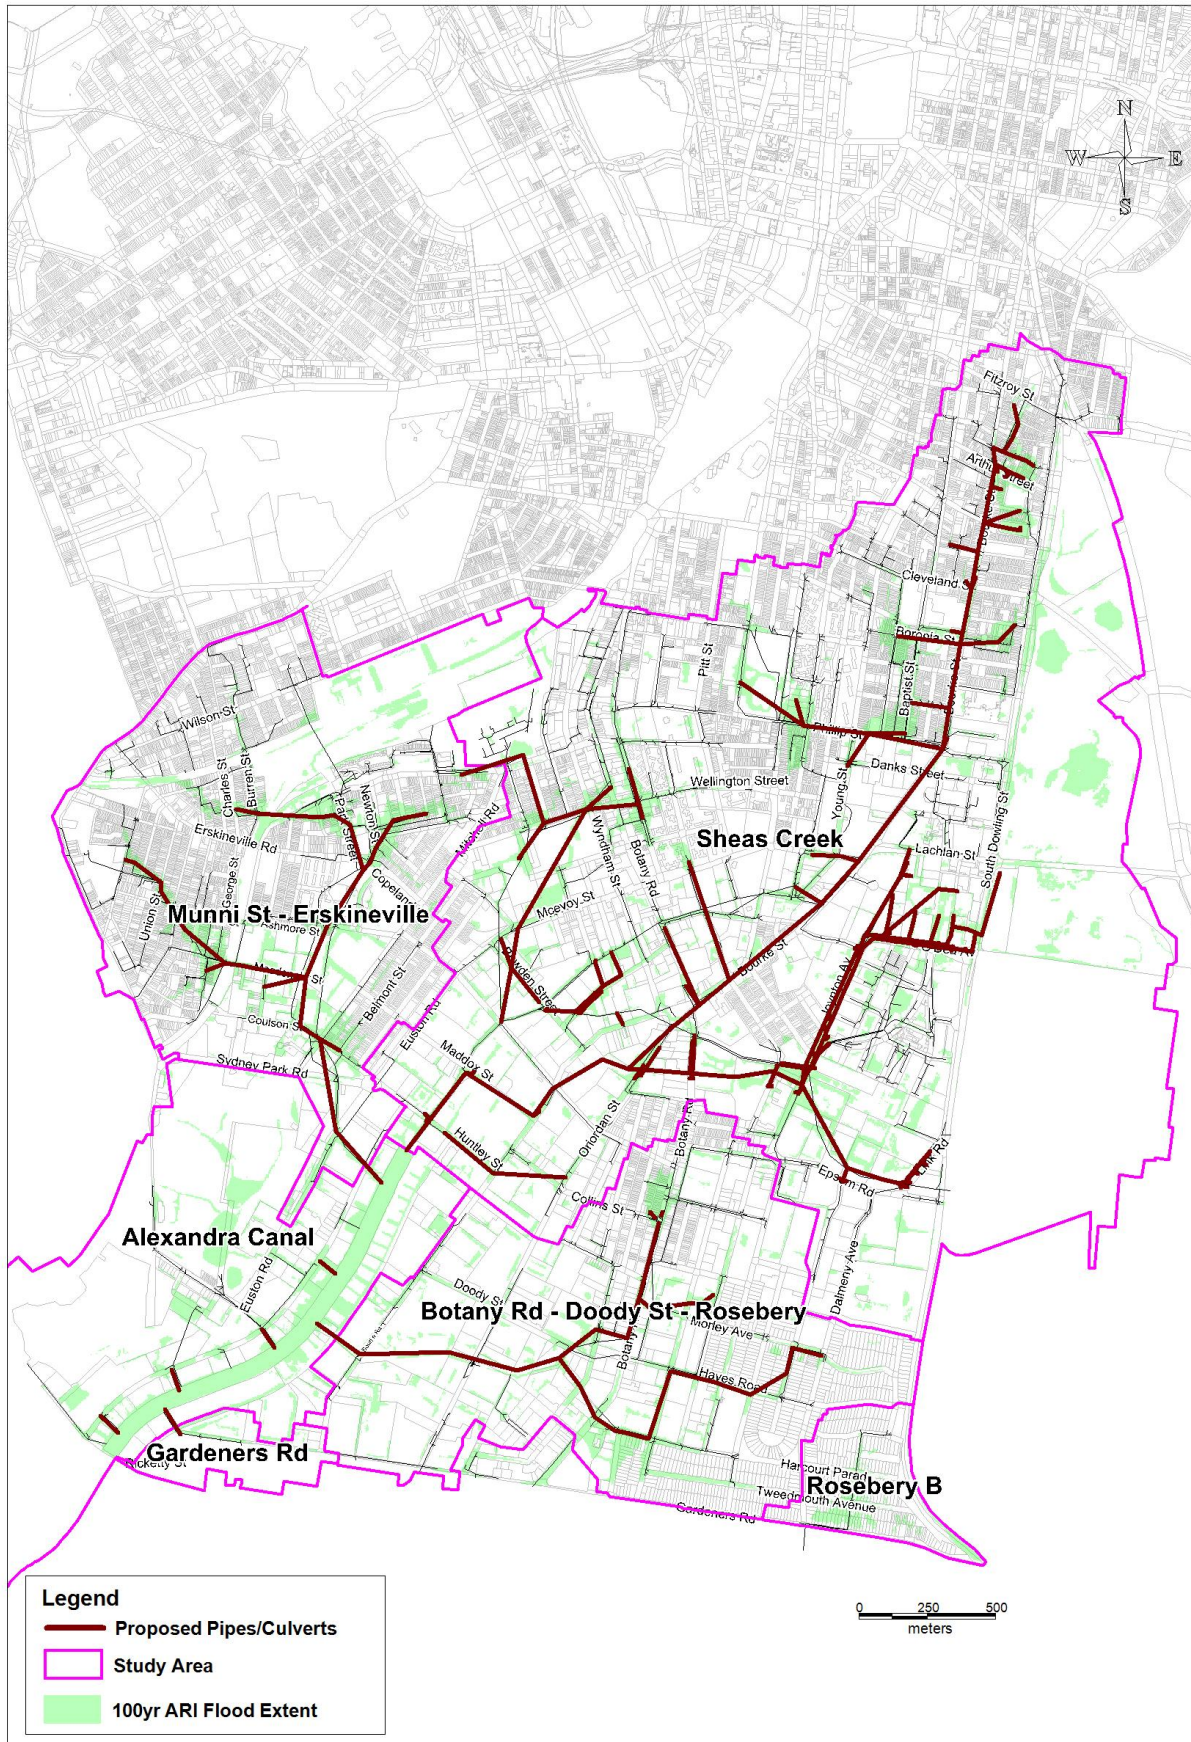 N
W
E
S
Fitzroy St
Cleveland S
Boronia St
Baptist St
Pitt St
Phillip St
Danks Street
Wellington Street
Young St
Sheas Creek
Lachlan St
South Dowling St
Wilson St
Charles St
Burren St
Park Street
Newton St
Mitchell Rd
Erskineville Rd
Copeland
George St
Union St
Munni St - Erskineville
Ashmore St
Wyndham St
Botany Rd
Mcevoy St
Bourke St
Joynton Av
Belmont St
Coulson S
Euston Rd
Sydney Park Rd
Maddox St
Oriordan St
Botany Rd
Huntley St
Epsom Rd
Collins St
Dalmeny Ave
Alexandra Canal
Euston Rd
Doody St
Botany Rd - Doody St - Rosebery
Morley Ave
Hayes Road
Gardeners Rd
Ricketty St
Harcourt Parad
Rosebery B
Tweedmouth Avenue
Gardeners Rd
Legend
Proposed Pipes/Culverts
Study Area
100yr ARI Flood Extent
0 250 500
meters